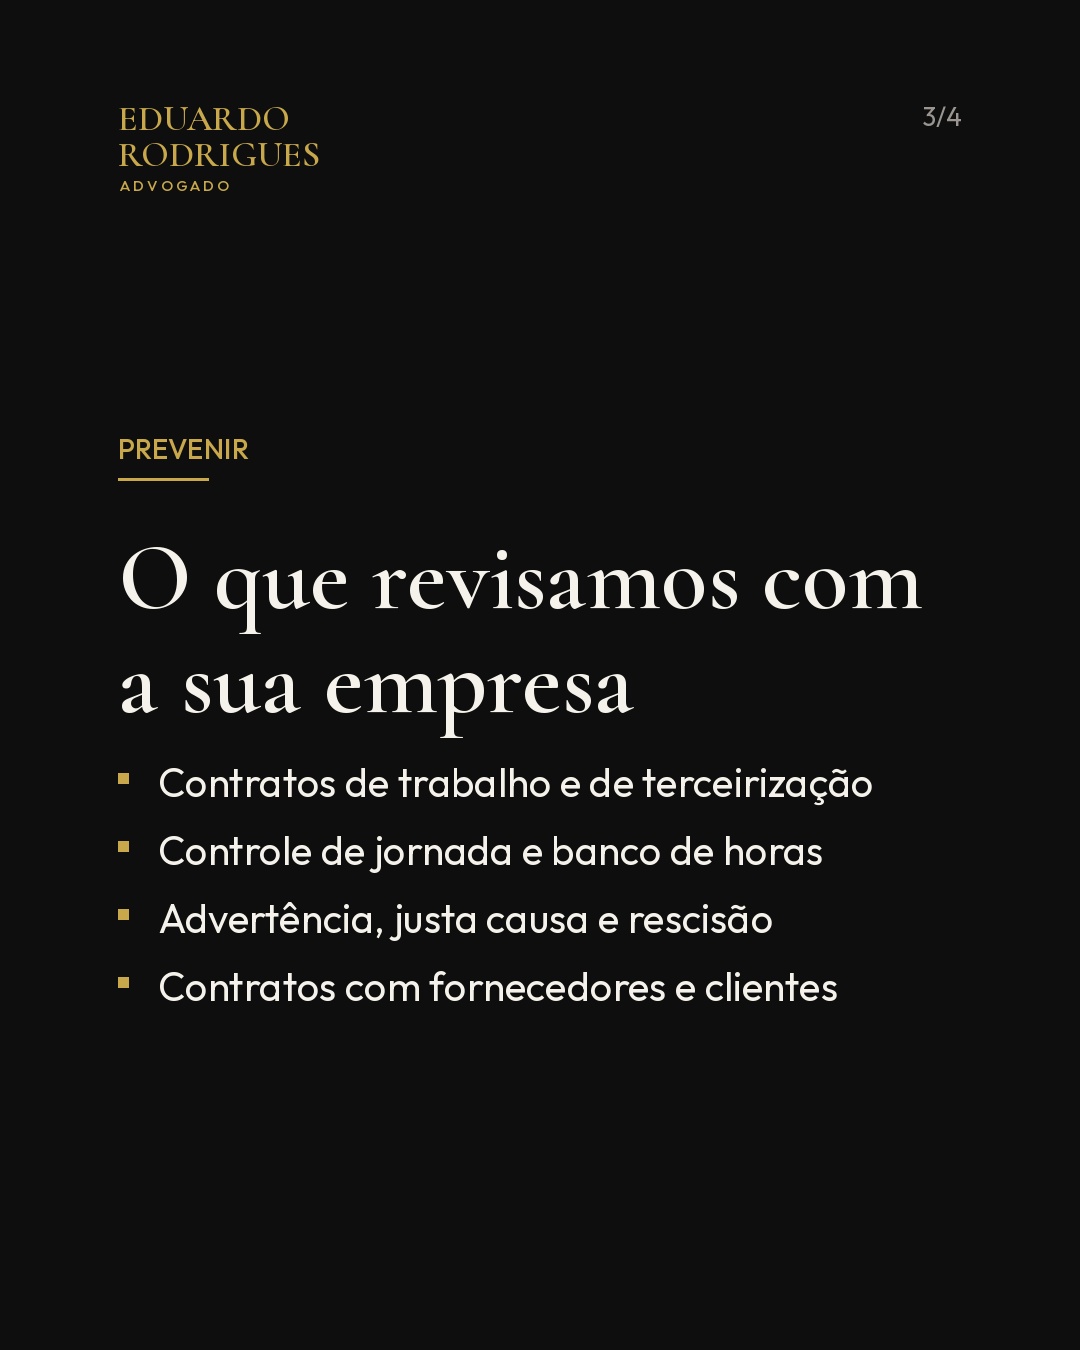 EDUARDO
RODRIGUES
ADVOGADO
3/4
PREVENIR
O que revisamos com
a sua empresa
Contratos de trabalho e de terceirização
Controle de jornada e banco de horas
Advertência, justa causa e rescisão
Contratos com fornecedores e clientes